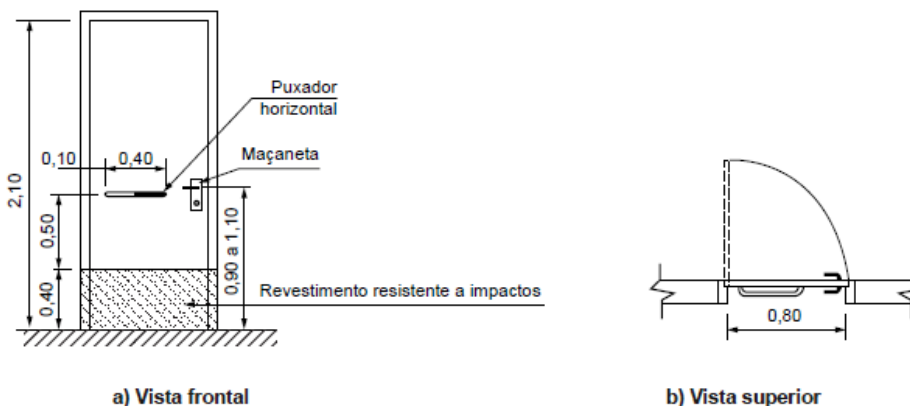 Puxador
horizontal
0,10
0,40
Maçaneta
2,10
0,50
0,90 a 1,10
0,40
Revestimento resistente a impactos
0,80
a) Vista frontal
b) Vista superior